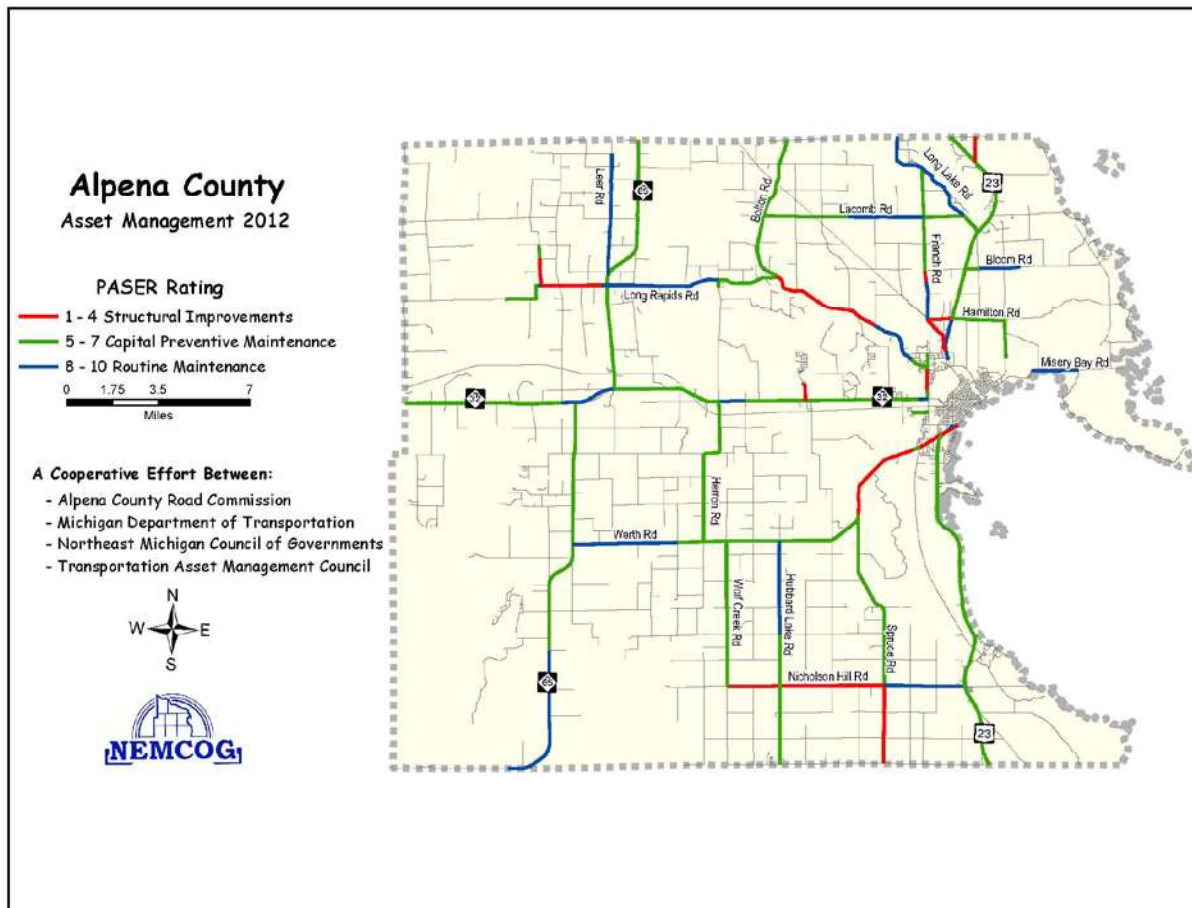 Alpena County
Asset Management 2012
PASER Rating
1 - 4 Structural Improvements
5 - 7 Capital Preventive Maintenance
8 - 10 Routine Maintenance
0 1.75 3.5 7
Miles
A Cooperative Effort Between:
- Alpena County Road Commission
- Michigan Department of Transportation
- Northeast Michigan Council of Governments
- Transportation Asset Management Council
N
W E
S
NEMCOG
Leer Rd
65
Bolton Rd
Long Lake Rd
23
Lacomb Rd
French Rd
Bloom Rd
Long Rapids Rd
Hamilton Rd
Misery Bay Rd
32
32
Herron Rd
Werth Rd
Wolf Creek Rd
Hubbard Lake Rd
Spruce Rd
Nicholson Hill Rd
65
23